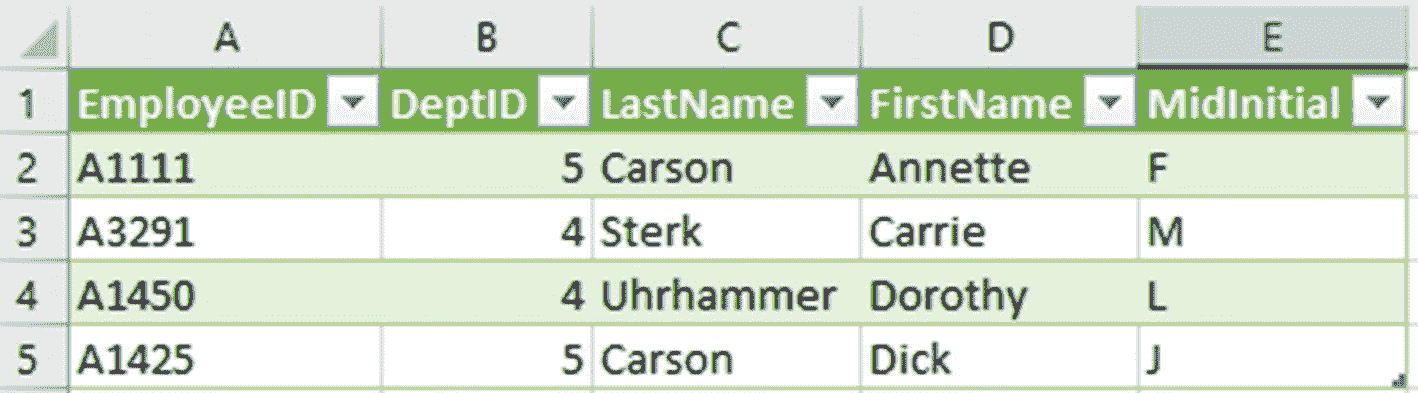 A B C D E
1 EmployeeID DeptID LastName FirstName MidInitial
2 A1111 5 Carson Annette F
3 A3291 4 Sterk Carrie M
4 A1450 4 Uhrhammer Dorothy L
5 A1425 5 Carson Dick J